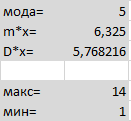 мода= 5
m*x= 6,325
D*x= 5,768216
макс= 14
мин= 1